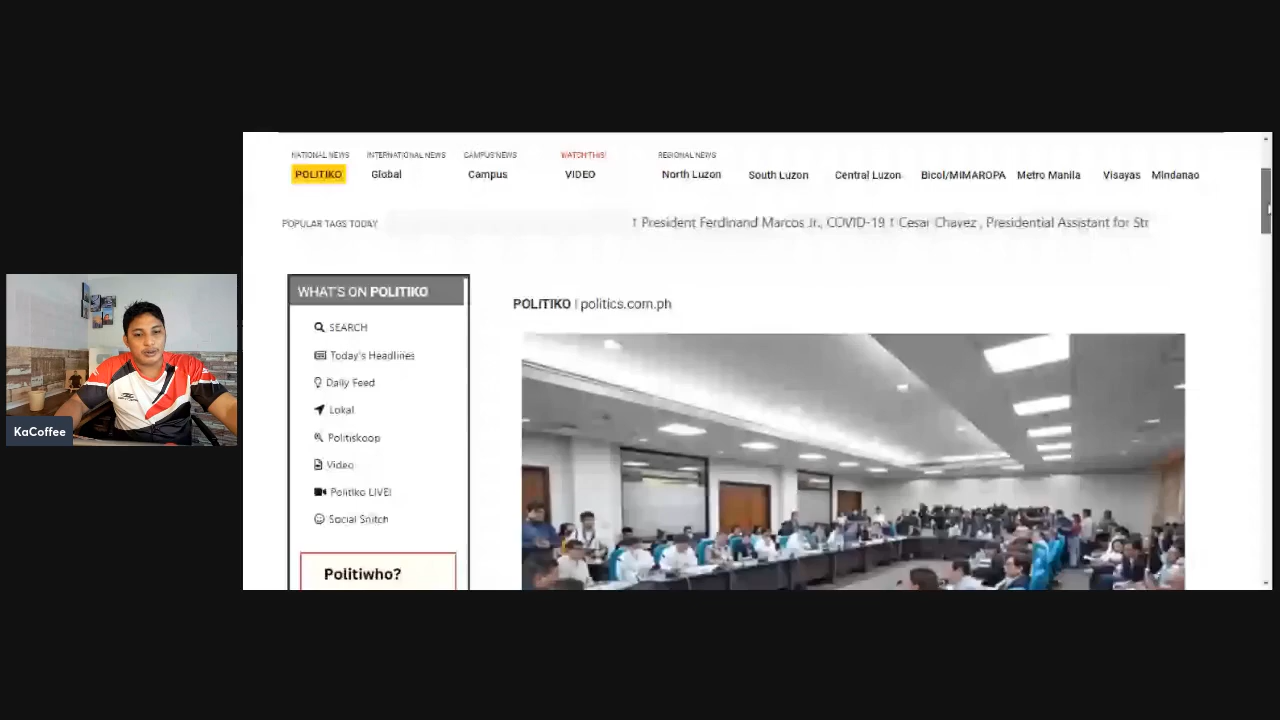 NATIONAL NEWS INTERNATIONAL NEWS CAMPUS NEWS WATCH THIS! REGIONAL NEWS
POLITIKO Global Campus VIDEO North Luzon South Luzon Central Luzon Bicol/MIMAROPA Metro Manila Visayas Mindanao
POPULAR TAGS TODAY President Ferdinand Marcos Jr., COVID-19 Cesar Chavez , Presidential Assistant for Str
WHAT'S ON POLITIKO
POLITIKO | politics.com.ph
SEARCH
Today's Headlines
Daily Feed
Lokal
Politiskoop
Video
Politiko LIVE!
Social Snitch
Politiwho?
KaCoffee